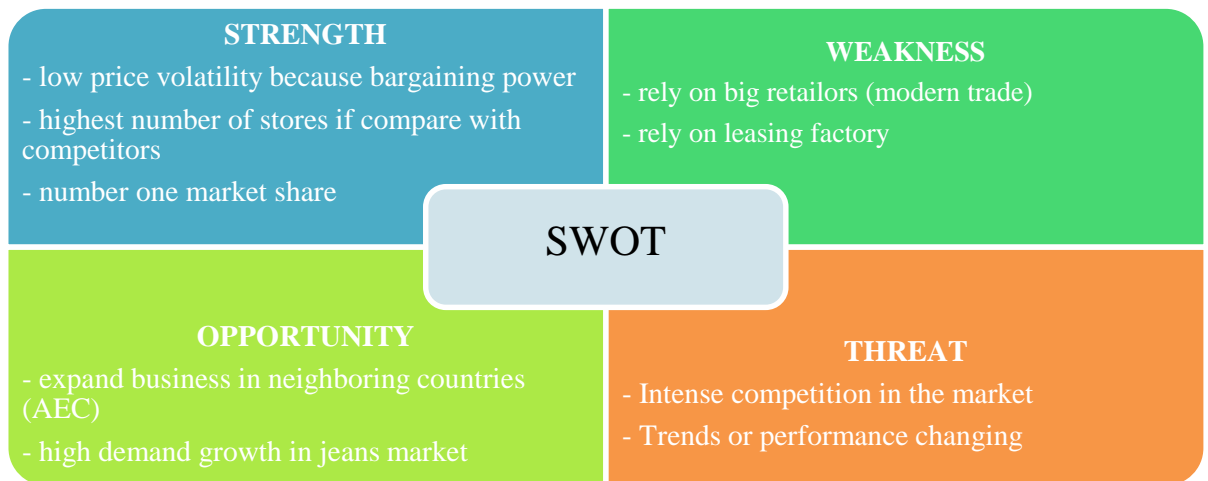 STRENGTH
- low price volatility because bargaining power
- highest number of stores if compare with
competitors
- number one market share
WEAKNESS
- rely on big retailors (modern trade)
- rely on leasing factory
SWOT
OPPORTUNITY
- expand business in neighboring countries
(AEC)
- high demand growth in jeans market
THREAT
- Intense competition in the market
- Trends or performance changing